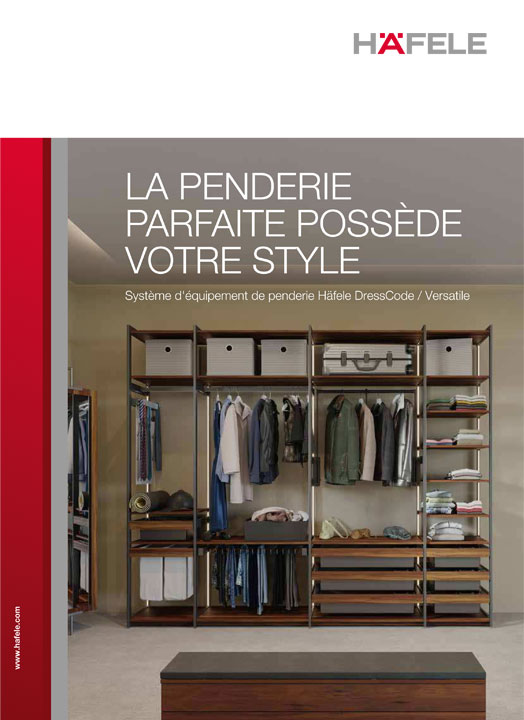 HÄFELE
LA PENDERIE
PARFAITE POSSÈDE
VOTRE STYLE
Système d'équipement de penderie Häfele DressCode / Versatile
www.hafele.com